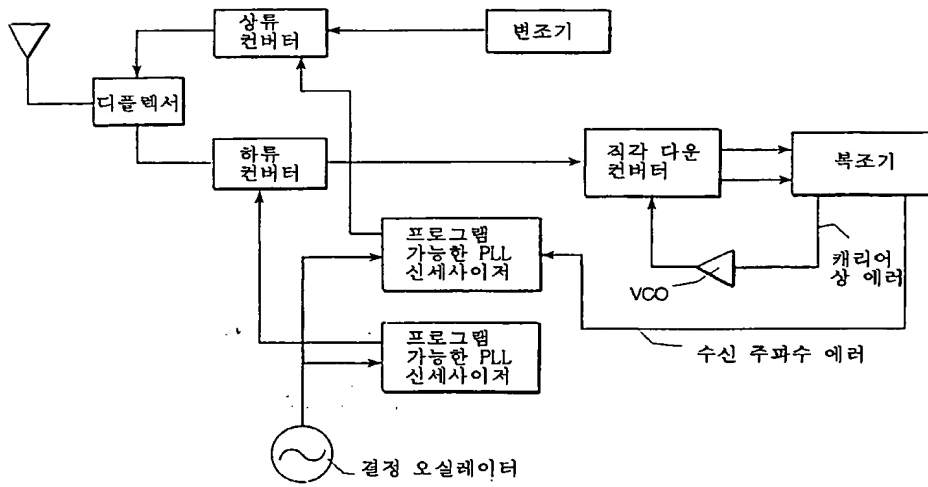 상류
컨버터
변조기
디플렉서
하류
컨버터
직각 다운
컨버터
복조기
프로그램
가능한 PLL
신세사이저
VCO
캐리어
상 에러
수신 주파수 에러
프로그램
가능한 PLL
신세사이저
결정 오실레이터